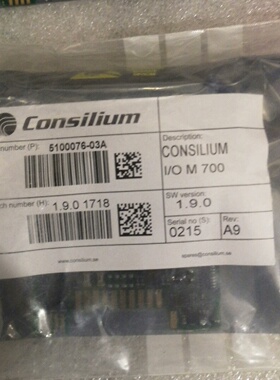 Consilium
number (P): 5100076-03A
Description:
CONSILIUM
I/O M 700
ch number (H): 1.9.0 1718
SW version:
1.9.0
Serial no (S): Rev:
0215 A9
www.consilium.se
spares@consilium.se